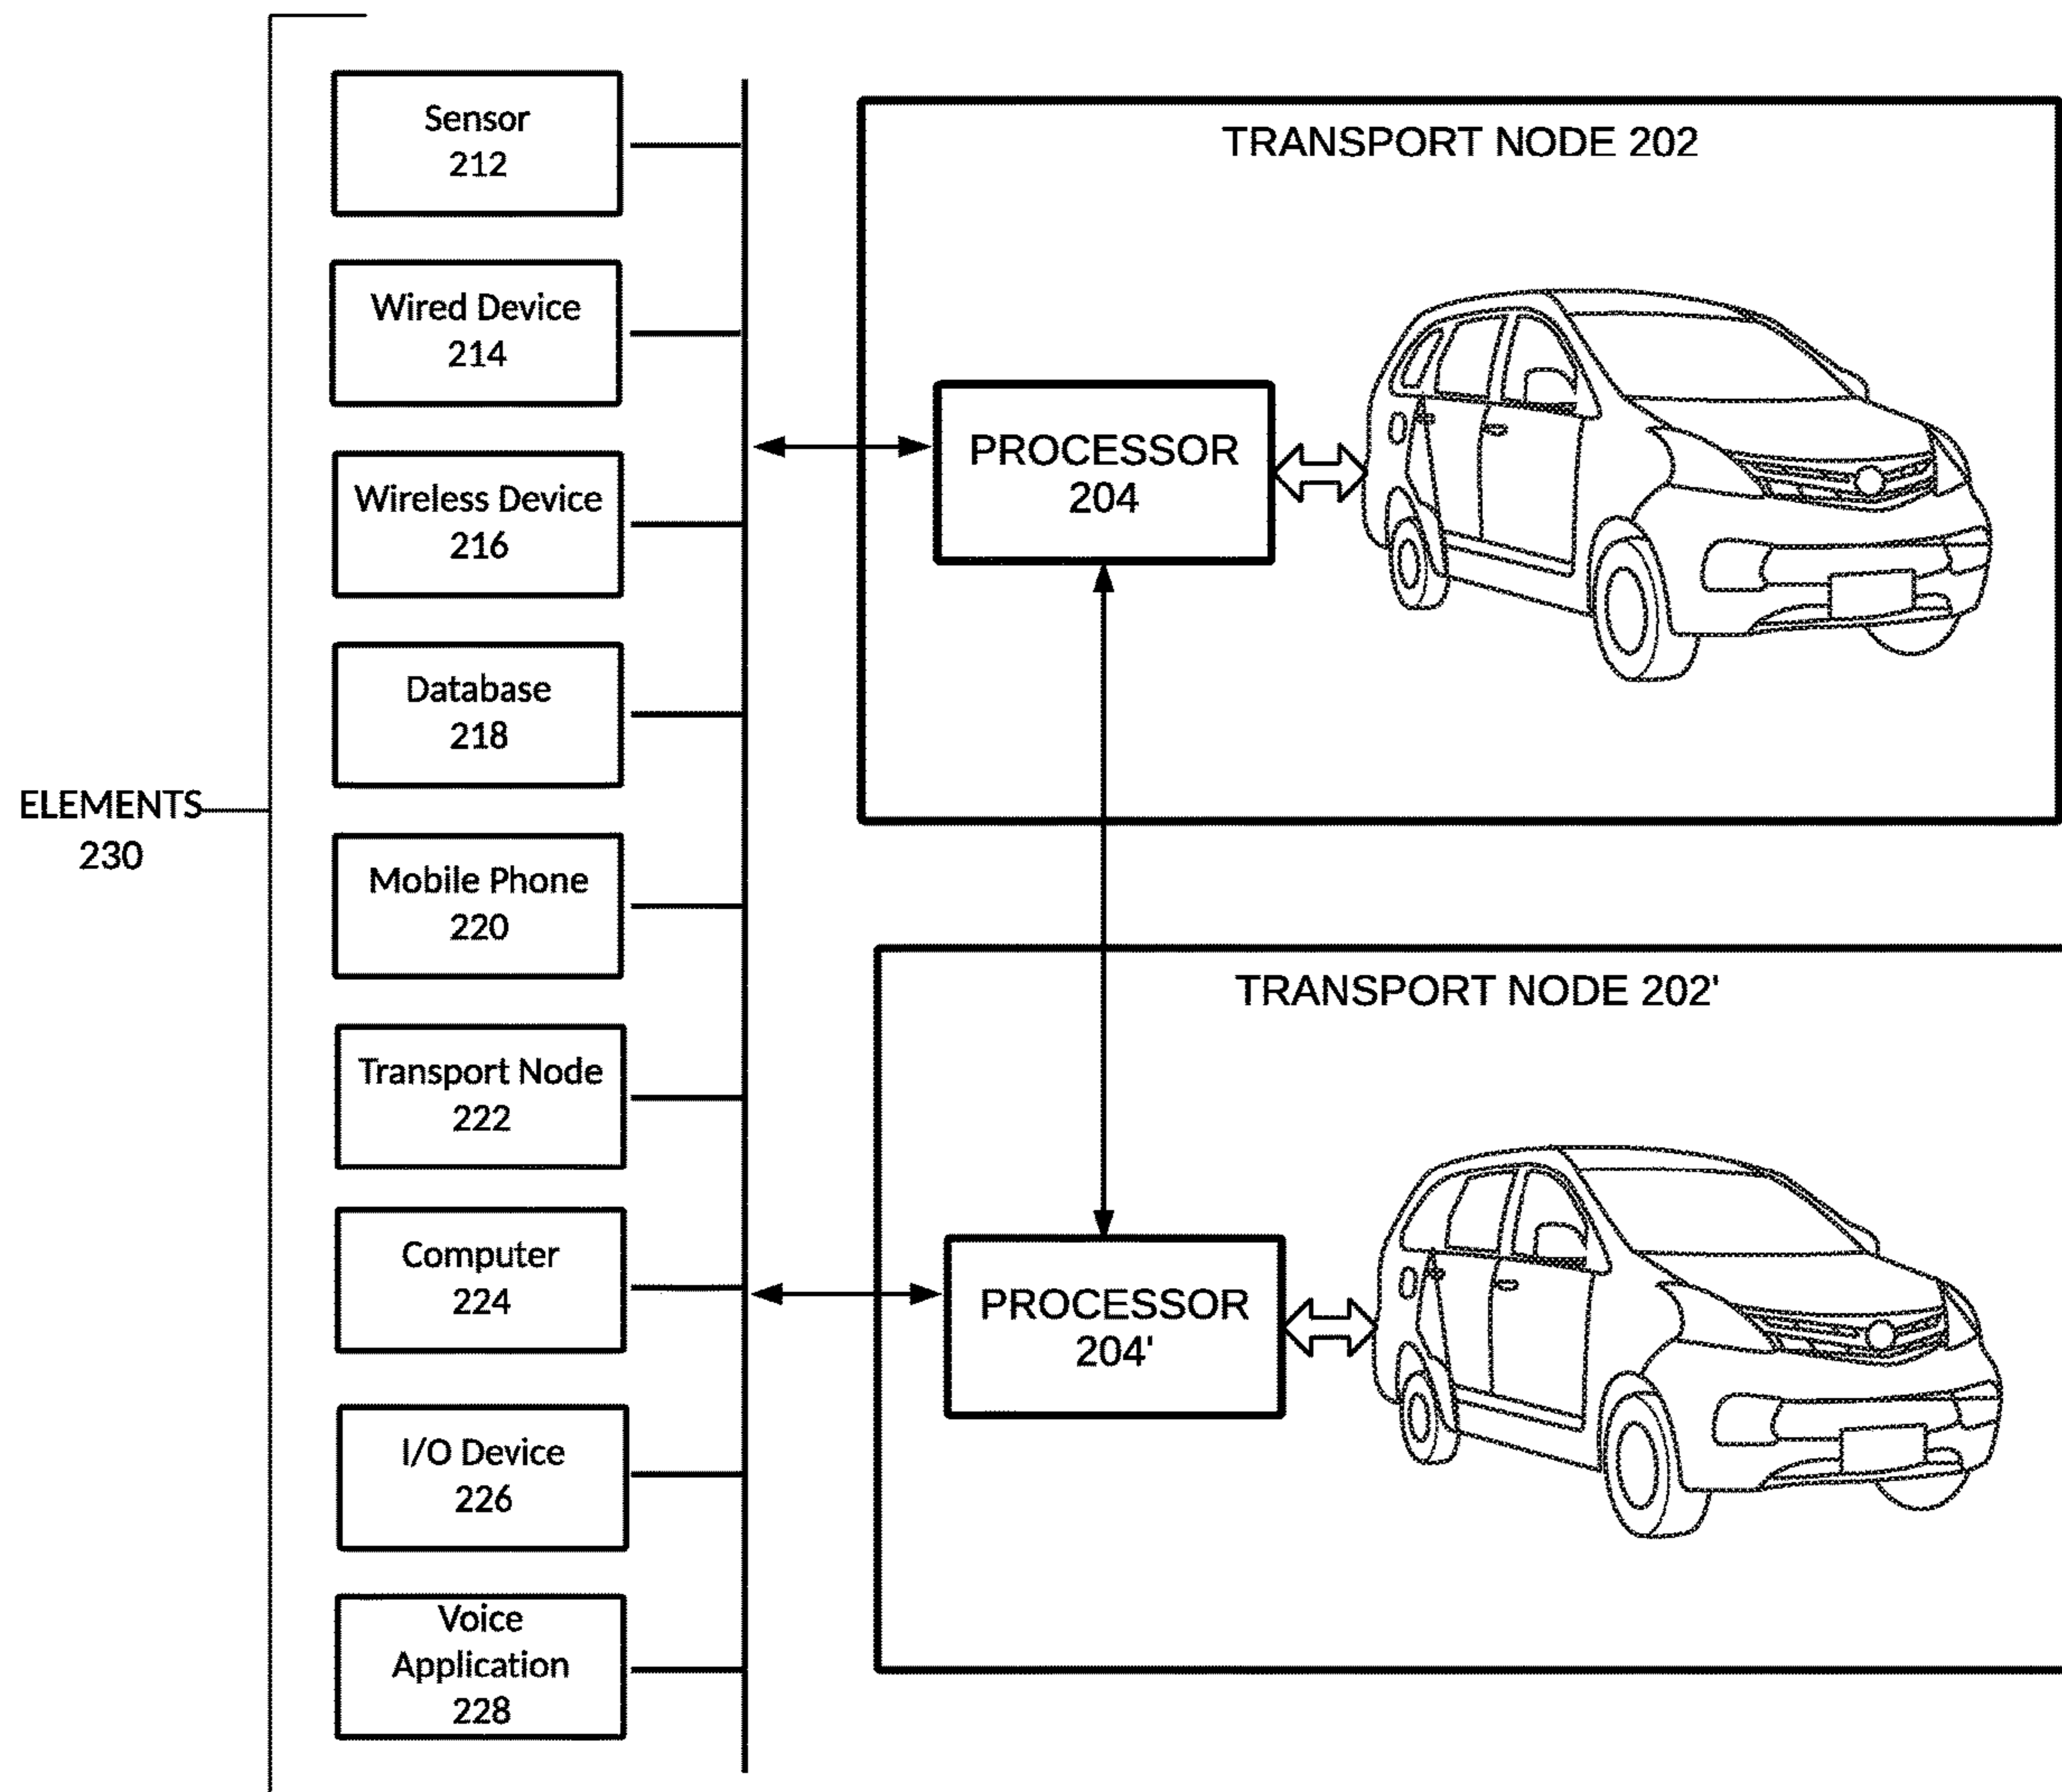 Sensor
212
Wired Device
214
Wireless Device
216
Database
218
ELEMENTS
230
Mobile Phone
220
Transport Node
222
Computer
224
I/O Device
226
Voice
Application
228
TRANSPORT NODE 202
PROCESSOR
204
TRANSPORT NODE 202'
PROCESSOR
204'